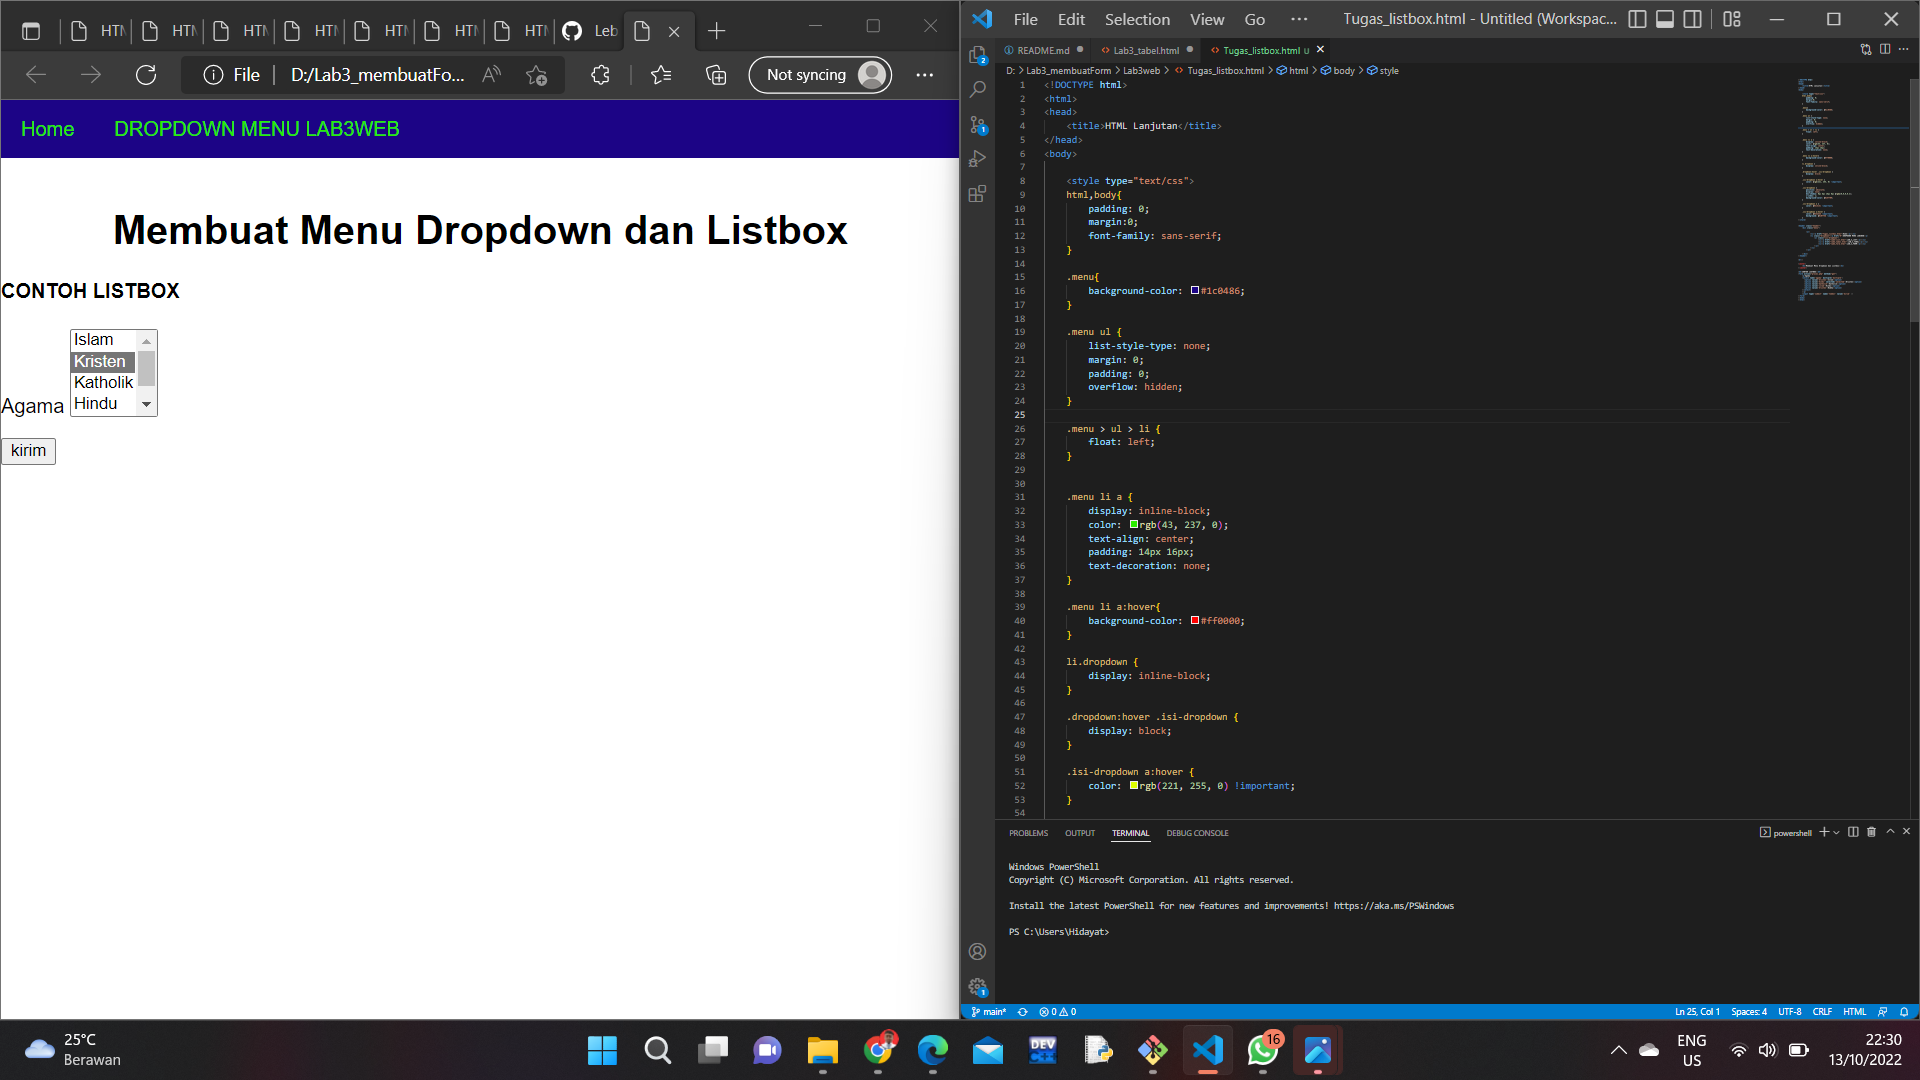 HTM
HTM
HTM
HTM
HTM
HTM
HTM
Leb
File
D:/Lab3_membuatFo...
Not syncing
Home
DROPDOWN MENU LAB3WEB
Membuat Menu Dropdown dan Listbox
CONTOH LISTBOX
Islam
Kristen
Katholik
Hindu
Agama
kirim
File Edit Selection View Go ···
Tugas_listbox.html - Untitled (Workspac...
README.md
Lab3_tabel.html
Tugas_listbox.html U
D: > Lab3_membuatForm > Lab3web > Tugas_listbox.html > html > body > style
1 <!DOCTYPE html>
2 <html>
3 <head>
4 <title>HTML Lanjutan</title>
5 </head>
6 <body>
7
8 <style type="text/css">
9 html,body{
10 padding: 0;
11 margin:0;
12 font-family: sans-serif;
13 }
14
15 .menu{
16 background-color: #1c0486;
17 }
18
19 .menu ul {
20 list-style-type: none;
21 margin: 0;
22 padding: 0;
23 overflow: hidden;
24 }
25
26 .menu > ul > li {
27 float: left;
28 }
29
30
31 .menu li a {
32 display: inline-block;
33 color: rgb(43, 237, 0);
34 text-align: center;
35 padding: 14px 16px;
36 text-decoration: none;
37 }
38
39 .menu li a:hover{
40 background-color: #ff0000;
41 }
42
43 li.dropdown {
44 display: inline-block;
45 }
46
47 .dropdown:hover .isi-dropdown {
48 display: block;
49 }
50
51 .isi-dropdown a:hover {
52 color: rgb(221, 255, 0) !important;
53 }
54
PROBLEMS OUTPUT TERMINAL DEBUG CONSOLE
powershell
Windows PowerShell
Copyright (C) Microsoft Corporation. All rights reserved.
Install the latest PowerShell for new features and improvements! https://aka.ms/PSWindows
PS C:\Users\Hidayat>
main* 0 0
Ln 25, Col 1 Spaces: 4 UTF-8 CRLF HTML
25°C
Berawan
DEV
C++
16
ENG
US
22:30
13/10/2022